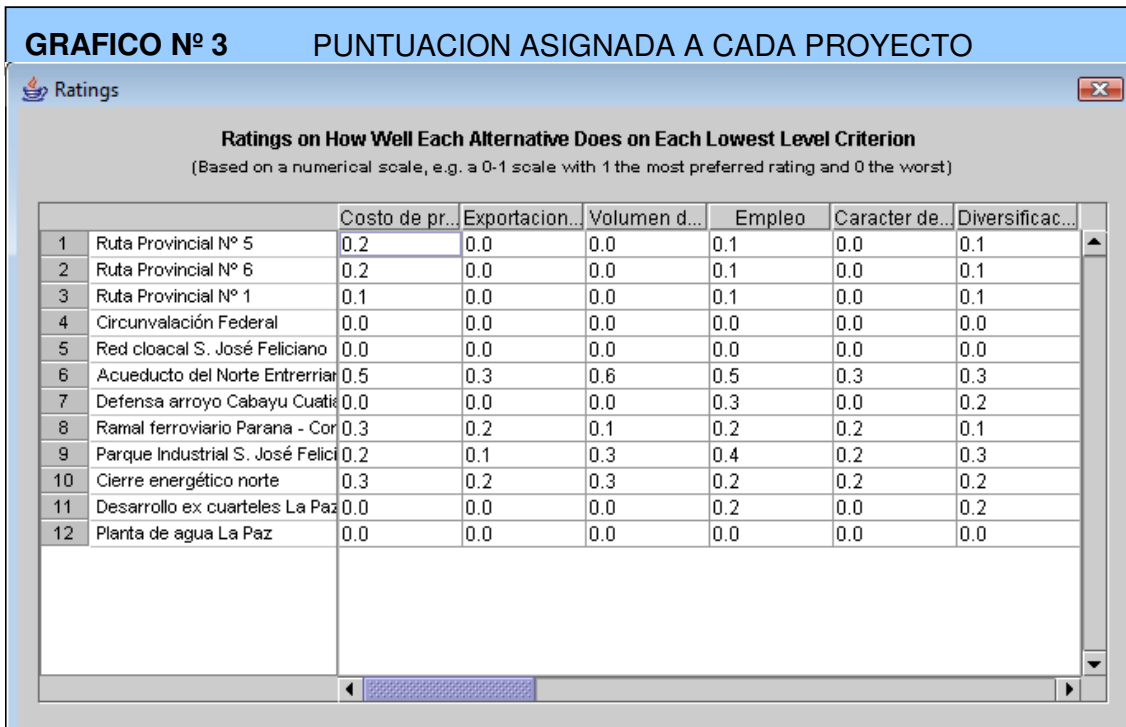 GRAFICO Nº 3 PUNTUACION ASIGNADA A CADA PROYECTO
Ratings
Ratings on How Well Each Alternative Does on Each Lowest Level Criterion
(Based on a numerical scale, e.g. a 0-1 scale with 1 the most preferred rating and 0 the worst)
Costo de pr... Exportacion... Volumen d... Empleo Caracter de... Diversificac...
1 Ruta Provincial Nº 5 0.2 0.0 0.0 0.1 0.0 0.1
2 Ruta Provincial Nº 6 0.2 0.0 0.0 0.1 0.0 0.1
3 Ruta Provincial Nº 1 0.1 0.0 0.0 0.1 0.0 0.1
4 Circunvalación Federal 0.0 0.0 0.0 0.0 0.0 0.0
5 Red cloacal S. José Feliciano 0.0 0.0 0.0 0.0 0.0 0.0
6 Acueducto del Norte Entrerriar 0.5 0.3 0.6 0.5 0.3 0.3
7 Defensa arroyo Cabayu Cuatia 0.0 0.0 0.0 0.3 0.0 0.2
8 Ramal ferroviario Parana - Cor 0.3 0.2 0.1 0.2 0.2 0.1
9 Parque Industrial S. José Felici 0.2 0.1 0.3 0.4 0.2 0.3
10 Cierre energético norte 0.3 0.2 0.3 0.2 0.2 0.2
11 Desarrollo ex cuarteles La Paz 0.0 0.0 0.0 0.2 0.0 0.2
12 Planta de agua La Paz 0.0 0.0 0.0 0.0 0.0 0.0